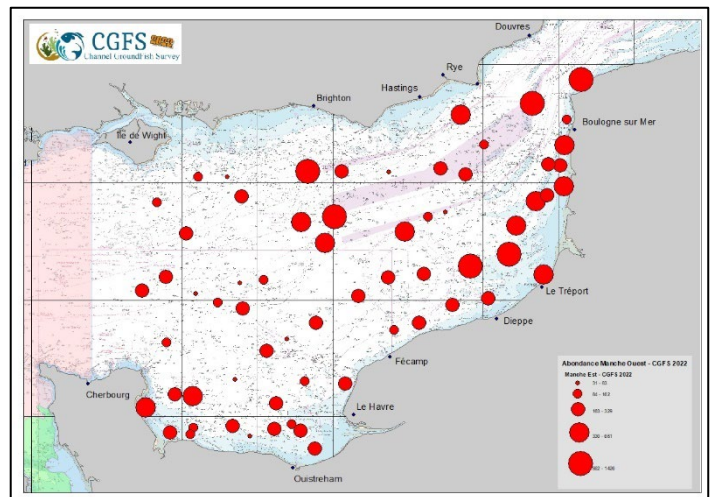 CGFS
Channel GroundFish Survey
Douvres
Rye
Hastings
Brighton
Boulogne sur Mer
Ile de Wight
Le Tréport
Dieppe
Fécamp
Cherbourg
Le Havre
Ouistreham
Abondance Manche Ouest - CGFS 2022
Manche Est - CGFS 2022